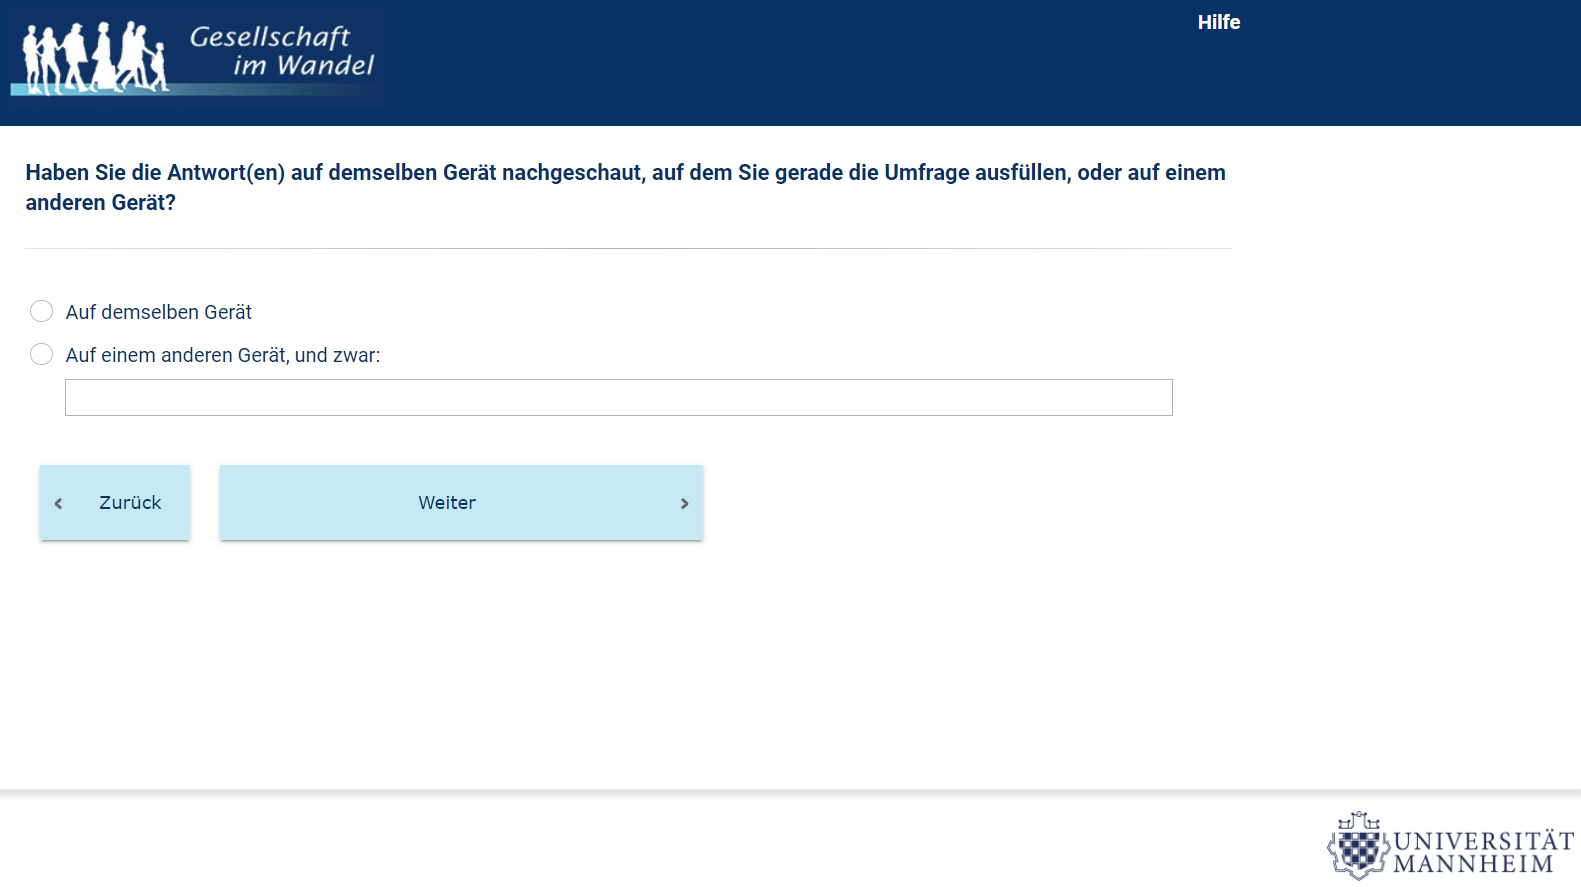 Gesellschaft
im Wandel
Hilfe
Haben Sie die Antwort(en) auf demselben Gerät nachgeschaut, auf dem Sie gerade die Umfrage ausfüllen, oder auf einem
anderen Gerät?
Auf demselben Gerät
Auf einem anderen Gerät, und zwar:
Zurück
Weiter
UNIVERSITÄT
MANNHEIM